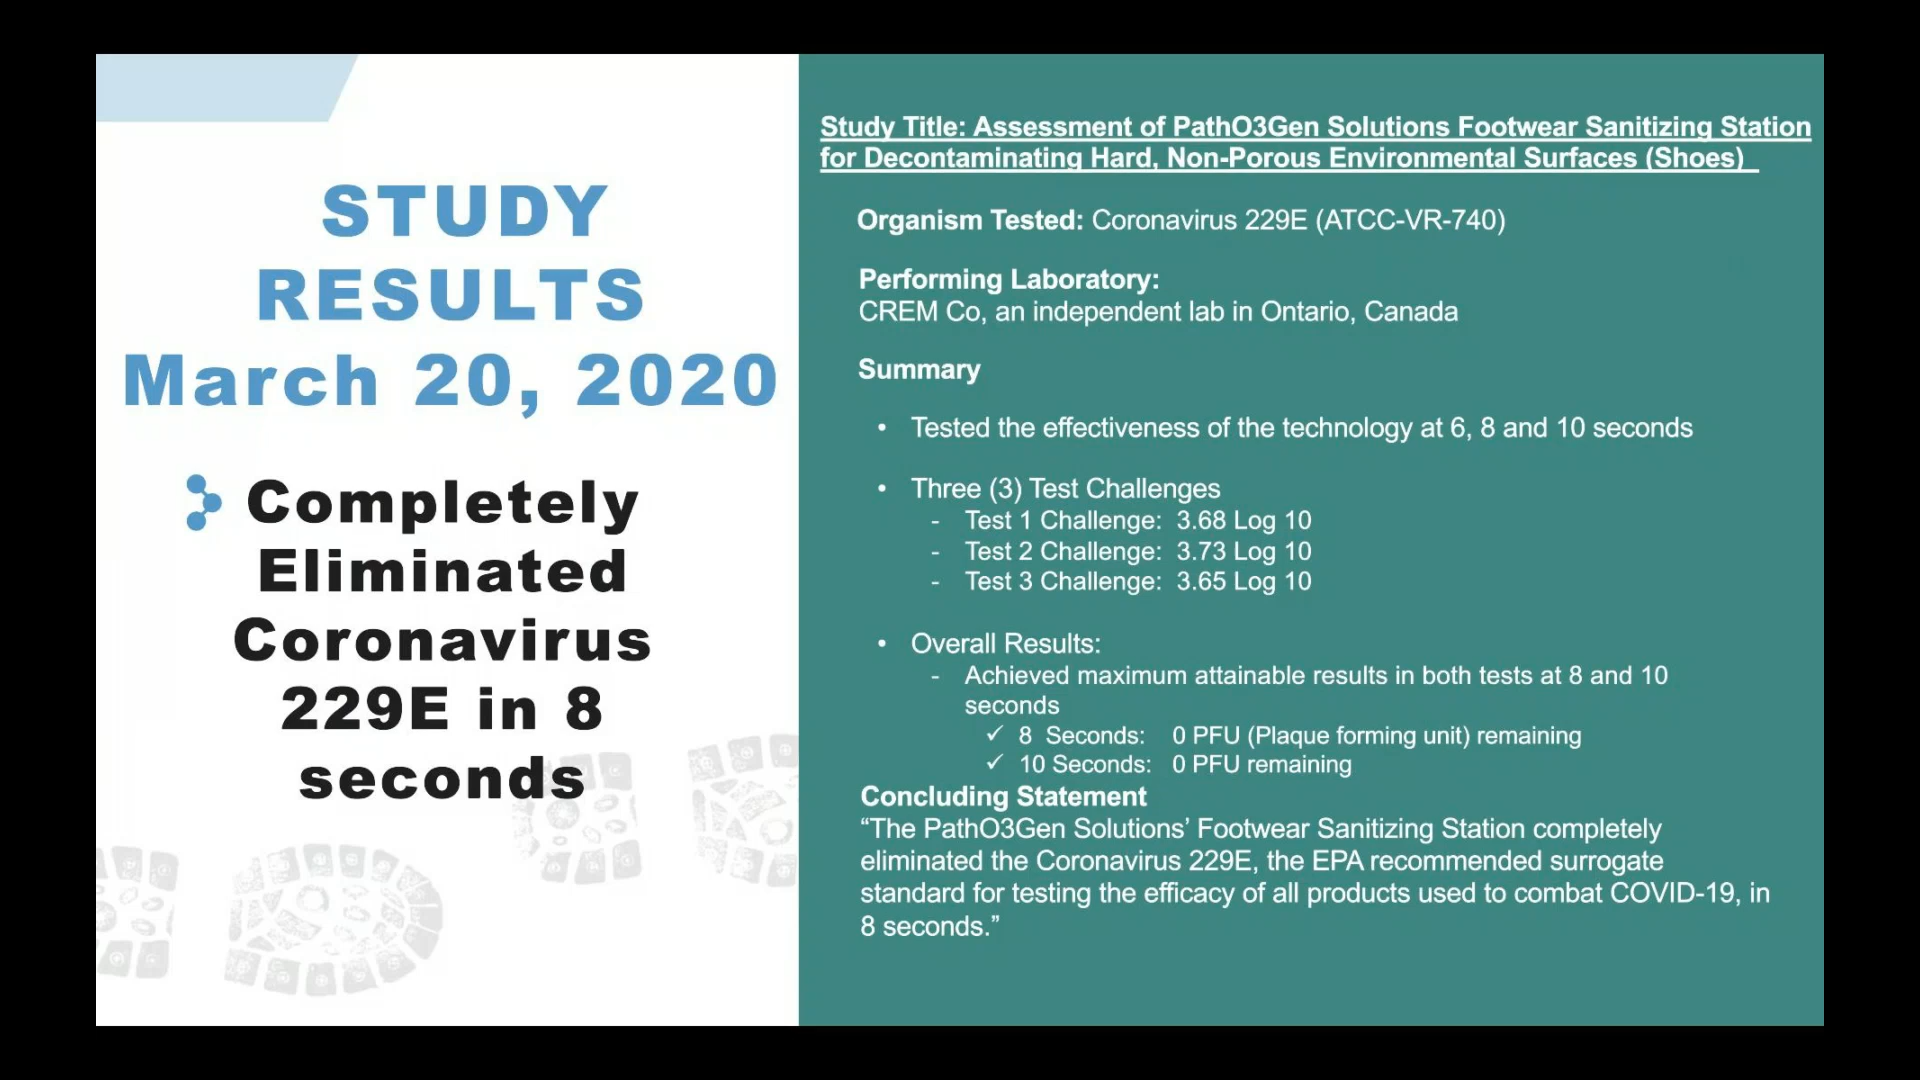 STUDY
RESULTS
March 20, 2020
Completely
Eliminated
Coronavirus
229E in 8
seconds
Study Title: Assessment of PathO3Gen Solutions Footwear Sanitizing Station
for Decontaminating Hard, Non-Porous Environmental Surfaces (Shoes)
Organism Tested: Coronavirus 229E (ATCC-VR-740)
Performing Laboratory:
CREM Co, an independent lab in Ontario, Canada
Summary
• Tested the effectiveness of the technology at 6, 8 and 10 seconds
• Three (3) Test Challenges
- Test 1 Challenge: 3.68 Log 10
- Test 2 Challenge: 3.73 Log 10
- Test 3 Challenge: 3.65 Log 10
• Overall Results:
- Achieved maximum attainable results in both tests at 8 and 10
seconds
✓ 8 Seconds: 0 PFU (Plaque forming unit) remaining
✓ 10 Seconds: 0 PFU remaining
Concluding Statement
“The PathO3Gen Solutions’ Footwear Sanitizing Station completely
eliminated the Coronavirus 229E, the EPA recommended surrogate
standard for testing the efficacy of all products used to combat COVID-19, in
8 seconds.”